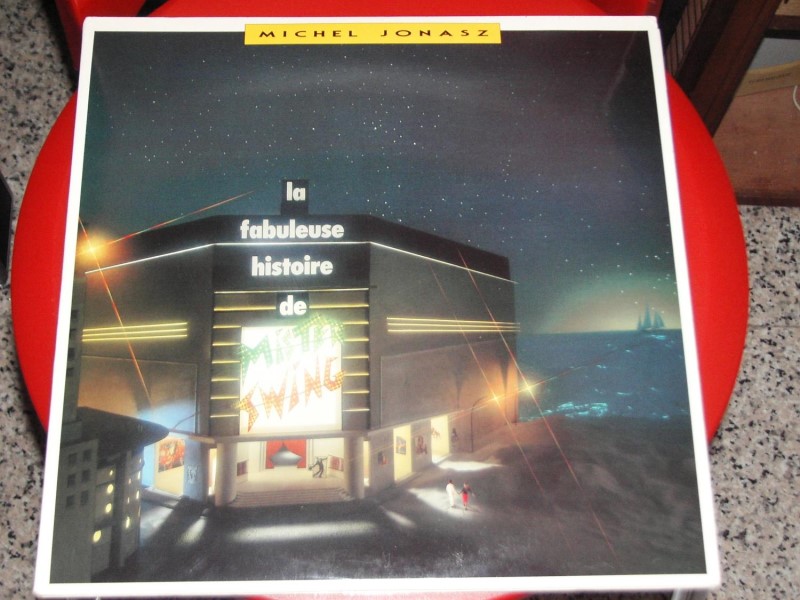 MICHEL JONASZ
la
fabuleuse
histoire
de
MISTER
SWING